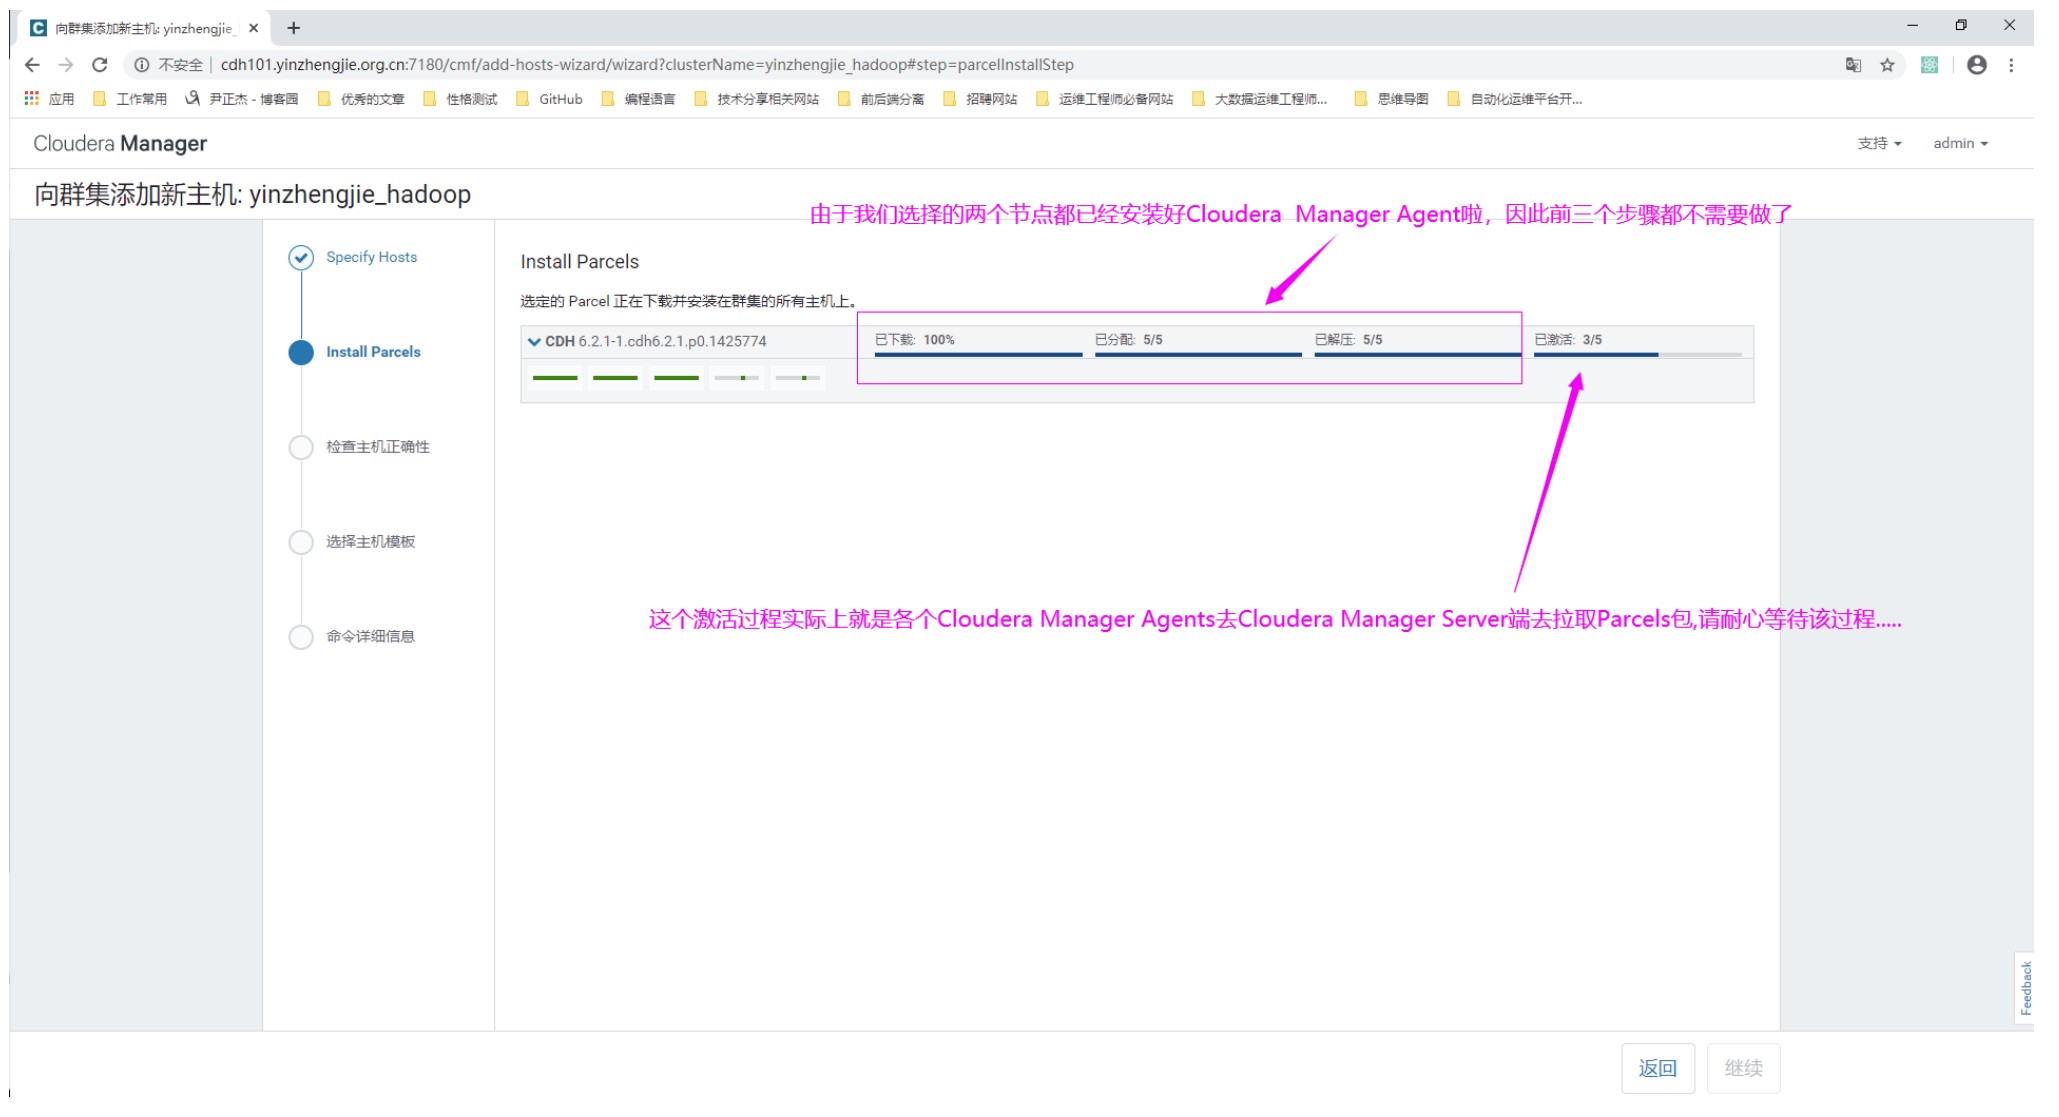 向群集添加新主机: yinzhengjie_
不安全 | cdh101.yinzhengjie.org.cn:7180/cmf/add-hosts-wizard/wizard?clusterName=yinzhengjie_hadoop#step=parcelInstallStep
应用 工作常用 尹正杰 - 博客园 优秀的文章 性格测试 GitHub 编程语言 技术分享相关网站 前后端分离 招聘网站 运维工程师必备网站 大数据运维工程师... 思维导图 自动化运维平台开...
Cloudera Manager 支持 admin
向群集添加新主机: yinzhengjie_hadoop
由于我们选择的两个节点都已经安装好Cloudera Manager Agent啦，因此前三个步骤都不需要做了
Specify Hosts
Install Parcels
检查主机正确性
选择主机模板
命令详细信息
Install Parcels
选定的 Parcel 正在下载并安装在群集的所有主机上。
CDH 6.2.1-1.cdh6.2.1.p0.1425774 已下载: 100% 已分配: 5/5 已解压: 5/5 已激活: 3/5
这个激活过程实际上就是各个Cloudera Manager Agents去Cloudera Manager Server端去拉取Parcels包,请耐心等待该过程.....
Feedback
返回 继续